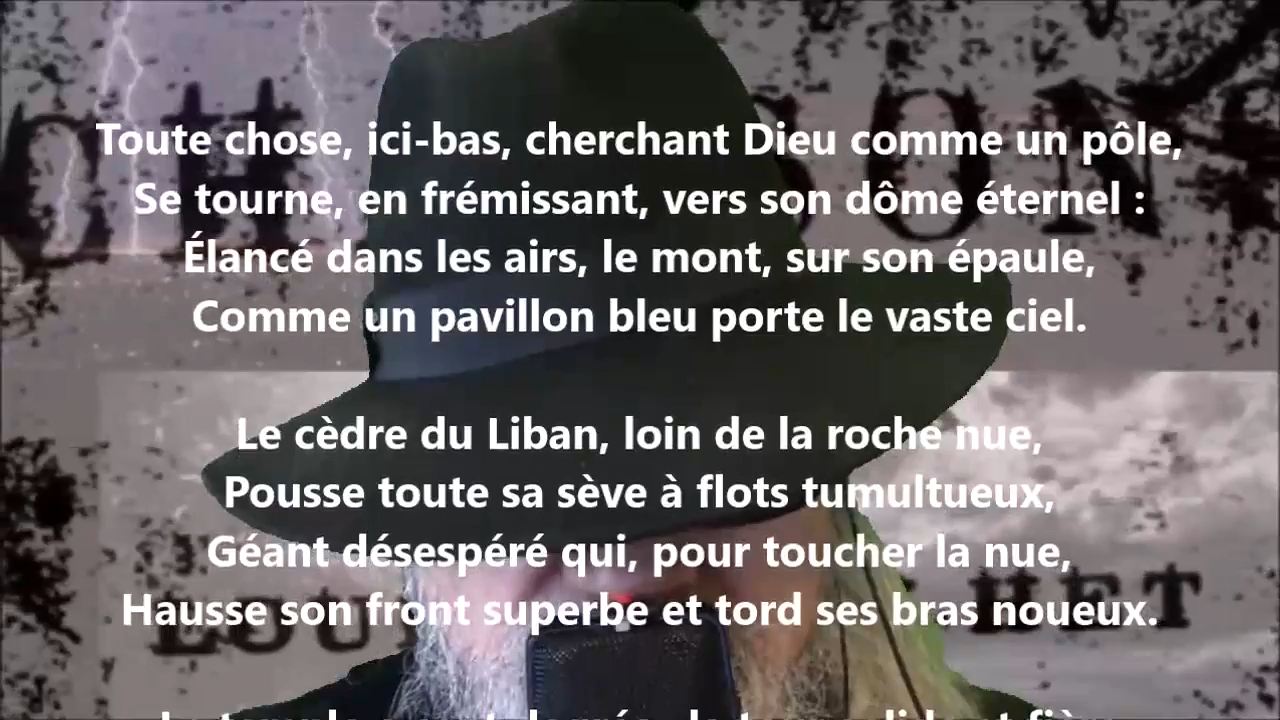 Toute chose, ici-bas, cherchant Dieu comme un pôle,
Se tourne, en frémissant, vers son dôme éternel :
Élancé dans les airs, le mont, sur son épaule,
Comme un pavillon bleu porte le vaste ciel.
Le cèdre du Liban, loin de la roche nue,
Pousse toute sa sève à flots tumultueux,
Géant désespéré qui, pour toucher la nue,
Hausse son front superbe et tord ses bras noueux.